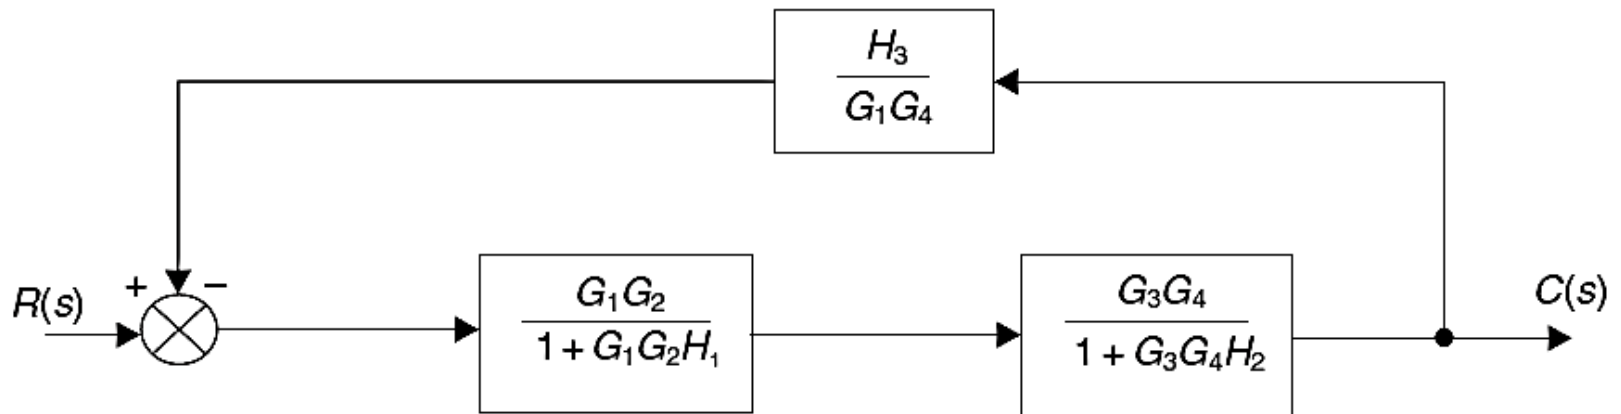 H₃
G₁G₄
+ −
R(s)
G₁G₂
1 + G₁G₂H₁
G₃G₄
1 + G₃G₄H₂
C(s)